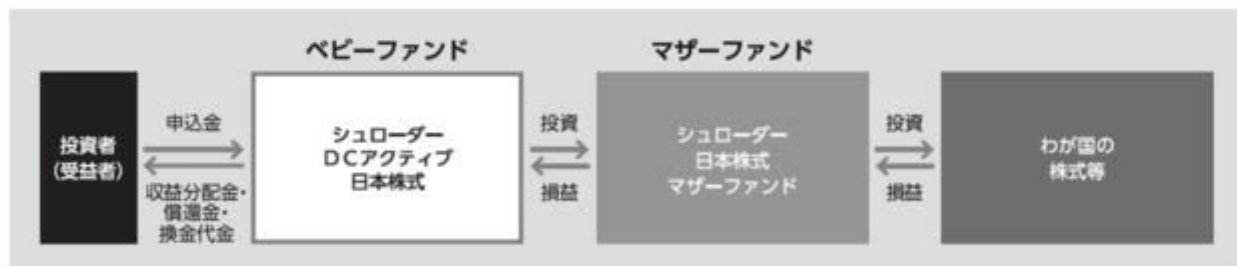 ベビーファンド
マザーファンド
投資者
(受益者)
申込金
収益分配金・
償還金・
換金代金
シュローダー
DCアクティブ
日本株式
投資
損益
シュローダー
日本株式
マザーファンド
投資
損益
わが国の
株式等